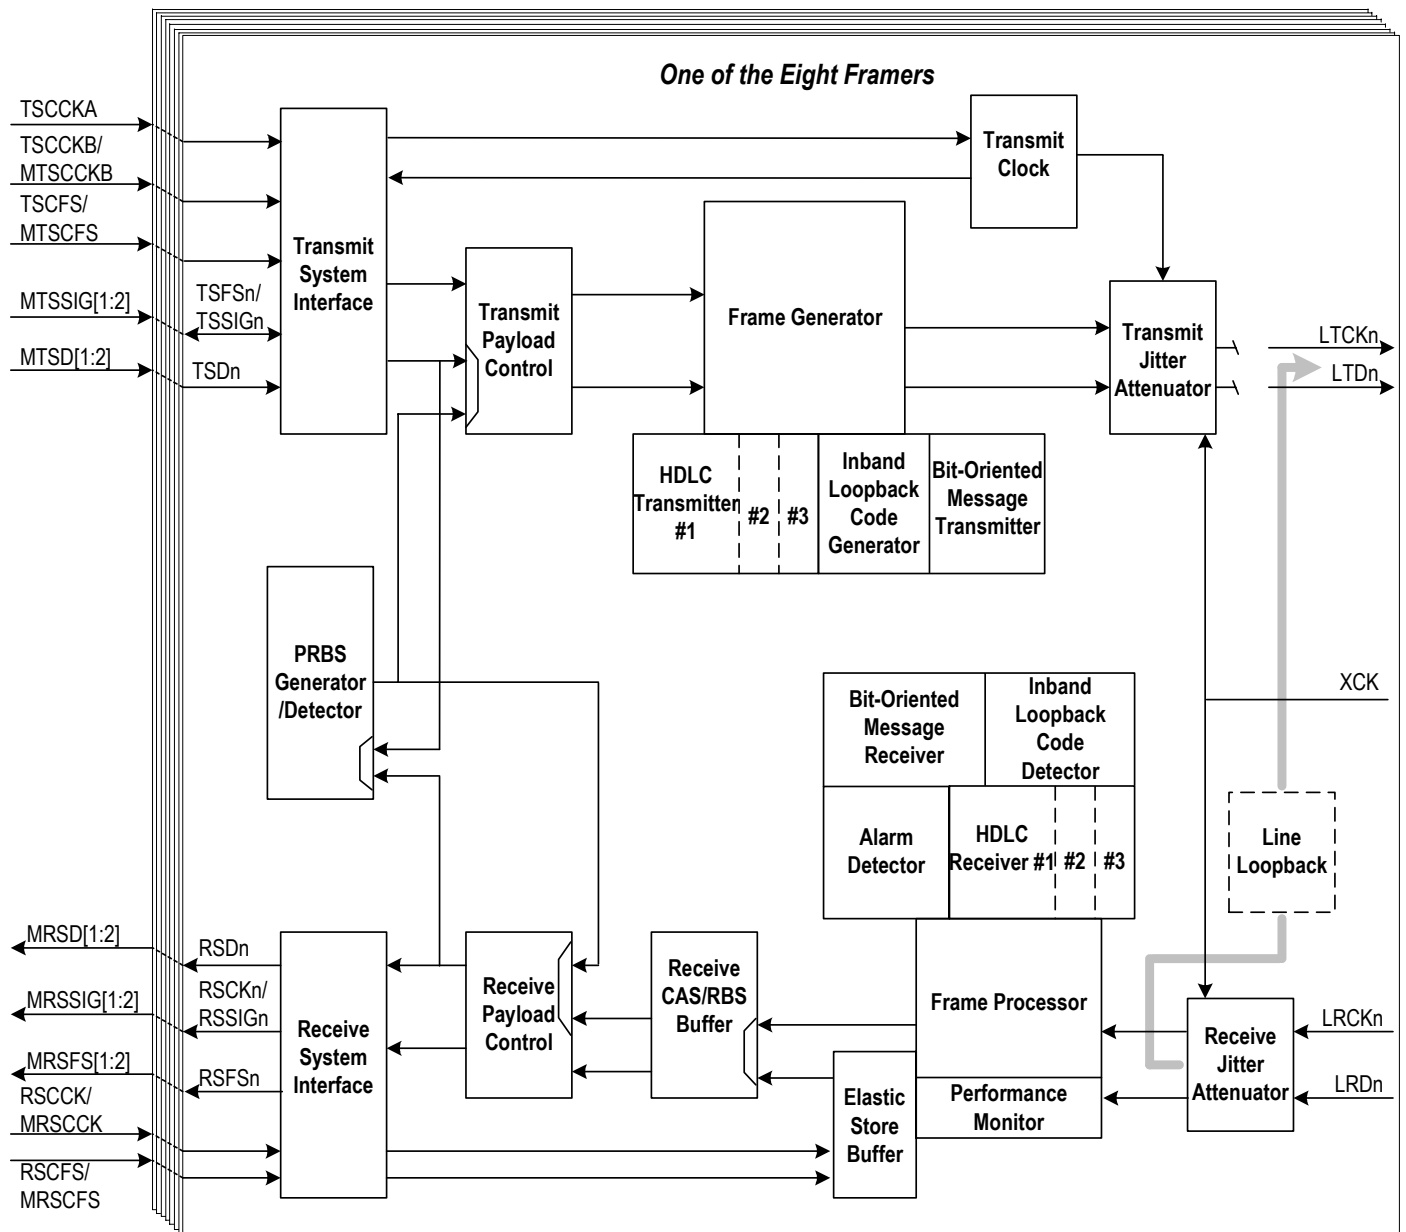 One of the Eight Framers
TSCCKA
TSCCKB/
MTSCCKB
TSCFS/
MTSCFS
MTSSIG[1:2]
MTSD[1:2]
TSFSn/
TSSIGn
TSDn
Transmit
System
Interface
Transmit
Payload
Control
Frame Generator
Transmit
Clock
Transmit
Jitter
Attenuator
LTCKn
LTDn
HDLC
Transmitter
#1
#2
#3
Inband
Loopback
Code
Generator
Bit-Oriented
Message
Transmitter
PRBS
Generator
/Detector
Bit-Oriented
Message
Receiver
Inband
Loopback
Code
Detector
XCK
Alarm
Detector
HDLC
Receiver #1
#2
#3
Line
Loopback
MRSD[1:2]
MRSSIG[1:2]
MRSFS[1:2]
RSCCK/
MRSCCK
RSCFS/
MRSCFS
RSDn
RSCKn/
RSSIGn
RSFSn
Receive
System
Interface
Receive
Payload
Control
Receive
CAS/RBS
Buffer
Elastic
Store
Buffer
Frame Processor
Performance
Monitor
Receive
Jitter
Attenuator
LRCKn
LRDn